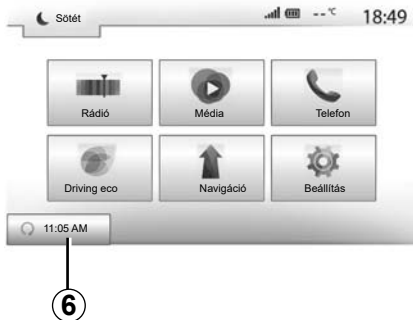 Sötét
--°C
18:49
Rádió
Média
Telefon
Driving eco
Navigáció
Beállítás
11:05 AM
6